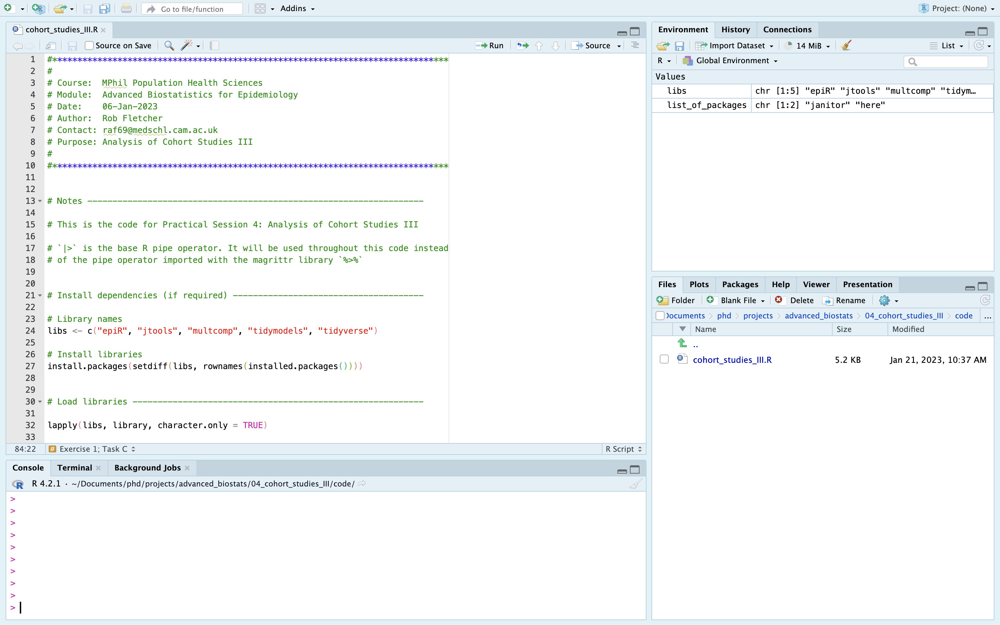 Go to file/function
Addins
Project: (None)
cohort_studies_III.R
Source on Save
Run
Source
1 #******************************************************************************
2 #
3 # Course:  MPhil Population Health Sciences
4 # Module:  Advanced Biostatistics for Epidemiology
5 # Date:    06-Jan-2023
6 # Author:  Rob Fletcher
7 # Contact: raf69@medschl.cam.ac.uk
8 # Purpose: Analysis of Cohort Studies III
9 #
10 #******************************************************************************
11
12
13 # Notes -------------------------------------------------------------------
14
15 # This is the code for Practical Session 4: Analysis of Cohort Studies III
16
17 # `|>` is the base R pipe operator. It will be used throughout this code instead
18 # of the pipe operator imported with the magrittr library `%>%`
19
20
21 # Install dependencies (if required) --------------------------------------
22
23 # Library names
24 libs <- c("epiR", "jtools", "multcomp", "tidymodels", "tidyverse")
25
26 # Install libraries
27 install.packages(setdiff(libs, rownames(installed.packages())))
28
29
30 # Load libraries ----------------------------------------------------------
31
32 lapply(libs, library, character.only = TRUE)
33
84:22 # Exercise 1; Task C R Script
Console Terminal Background Jobs
R 4.2.1 · ~/Documents/phd/projects/advanced_biostats/04_cohort_studies_III/code/
>
>
>
>
>
>
>
>
>
>
Environment History Connections
Import Dataset 14 MiB List
R Global Environment
Values
libs chr [1:5] "epiR" "jtools" "multcomp" "tidym…
list_of_packages chr [1:2] "janitor" "here"
Files Plots Packages Help Viewer Presentation
Folder Blank File Delete Rename
ocuments phd projects advanced_biostats 04_cohort_studies_III code ...
Name Size Modified
..
cohort_studies_III.R 5.2 KB Jan 21, 2023, 10:37 AM